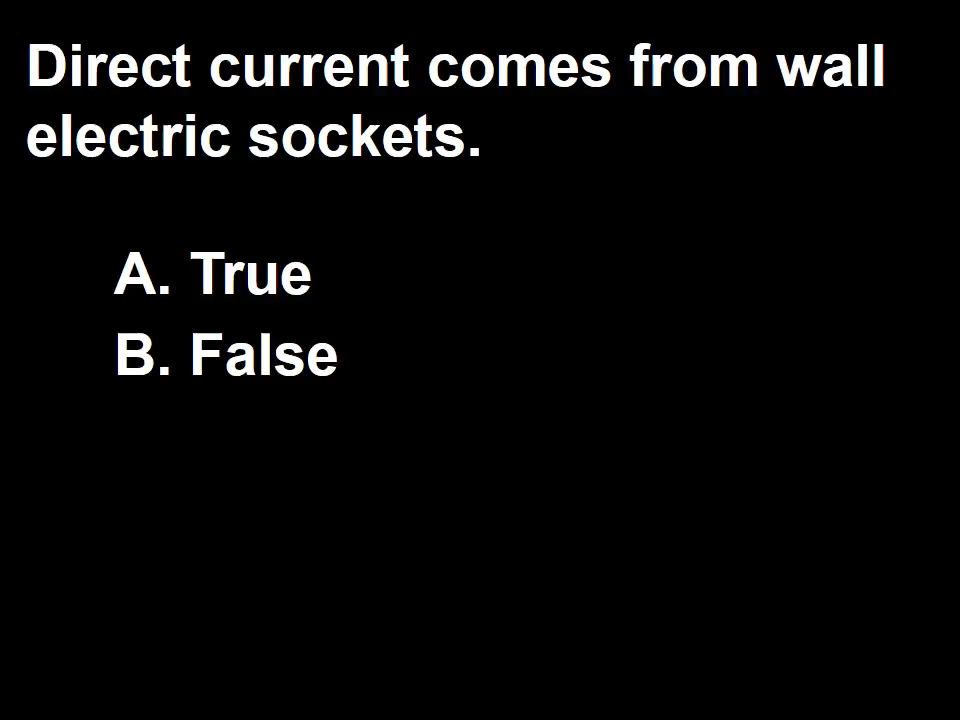 Direct current comes from wall
electric sockets.
A. True
B. False